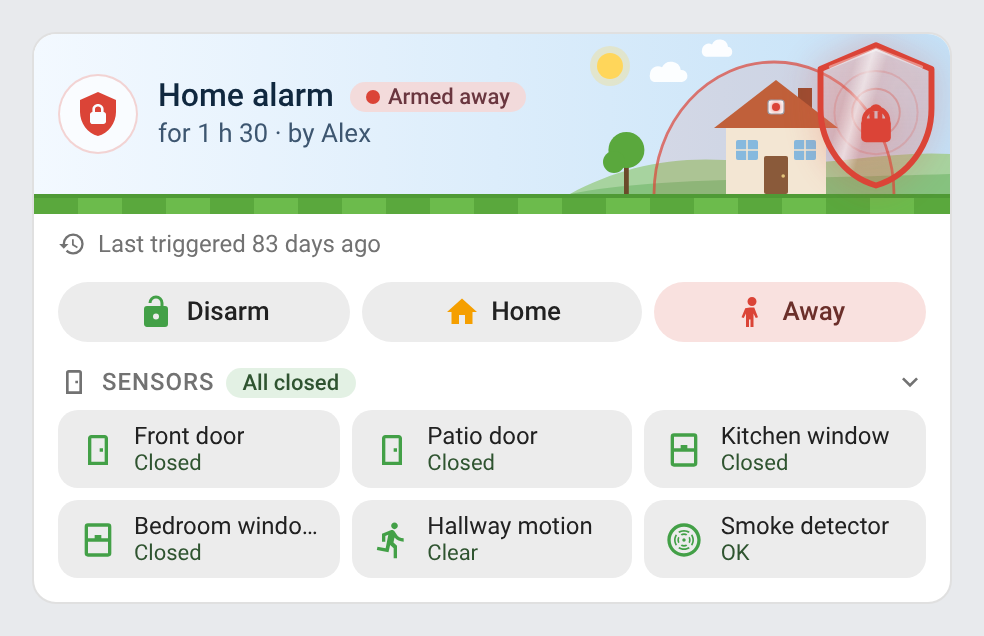 Home alarm
Armed away
for 1 h 30 · by Alex
Last triggered 83 days ago
Disarm
Home
Away
SENSORS
All closed
Front door
Closed
Patio door
Closed
Kitchen window
Closed
Bedroom windo...
Closed
Hallway motion
Clear
Smoke detector
OK